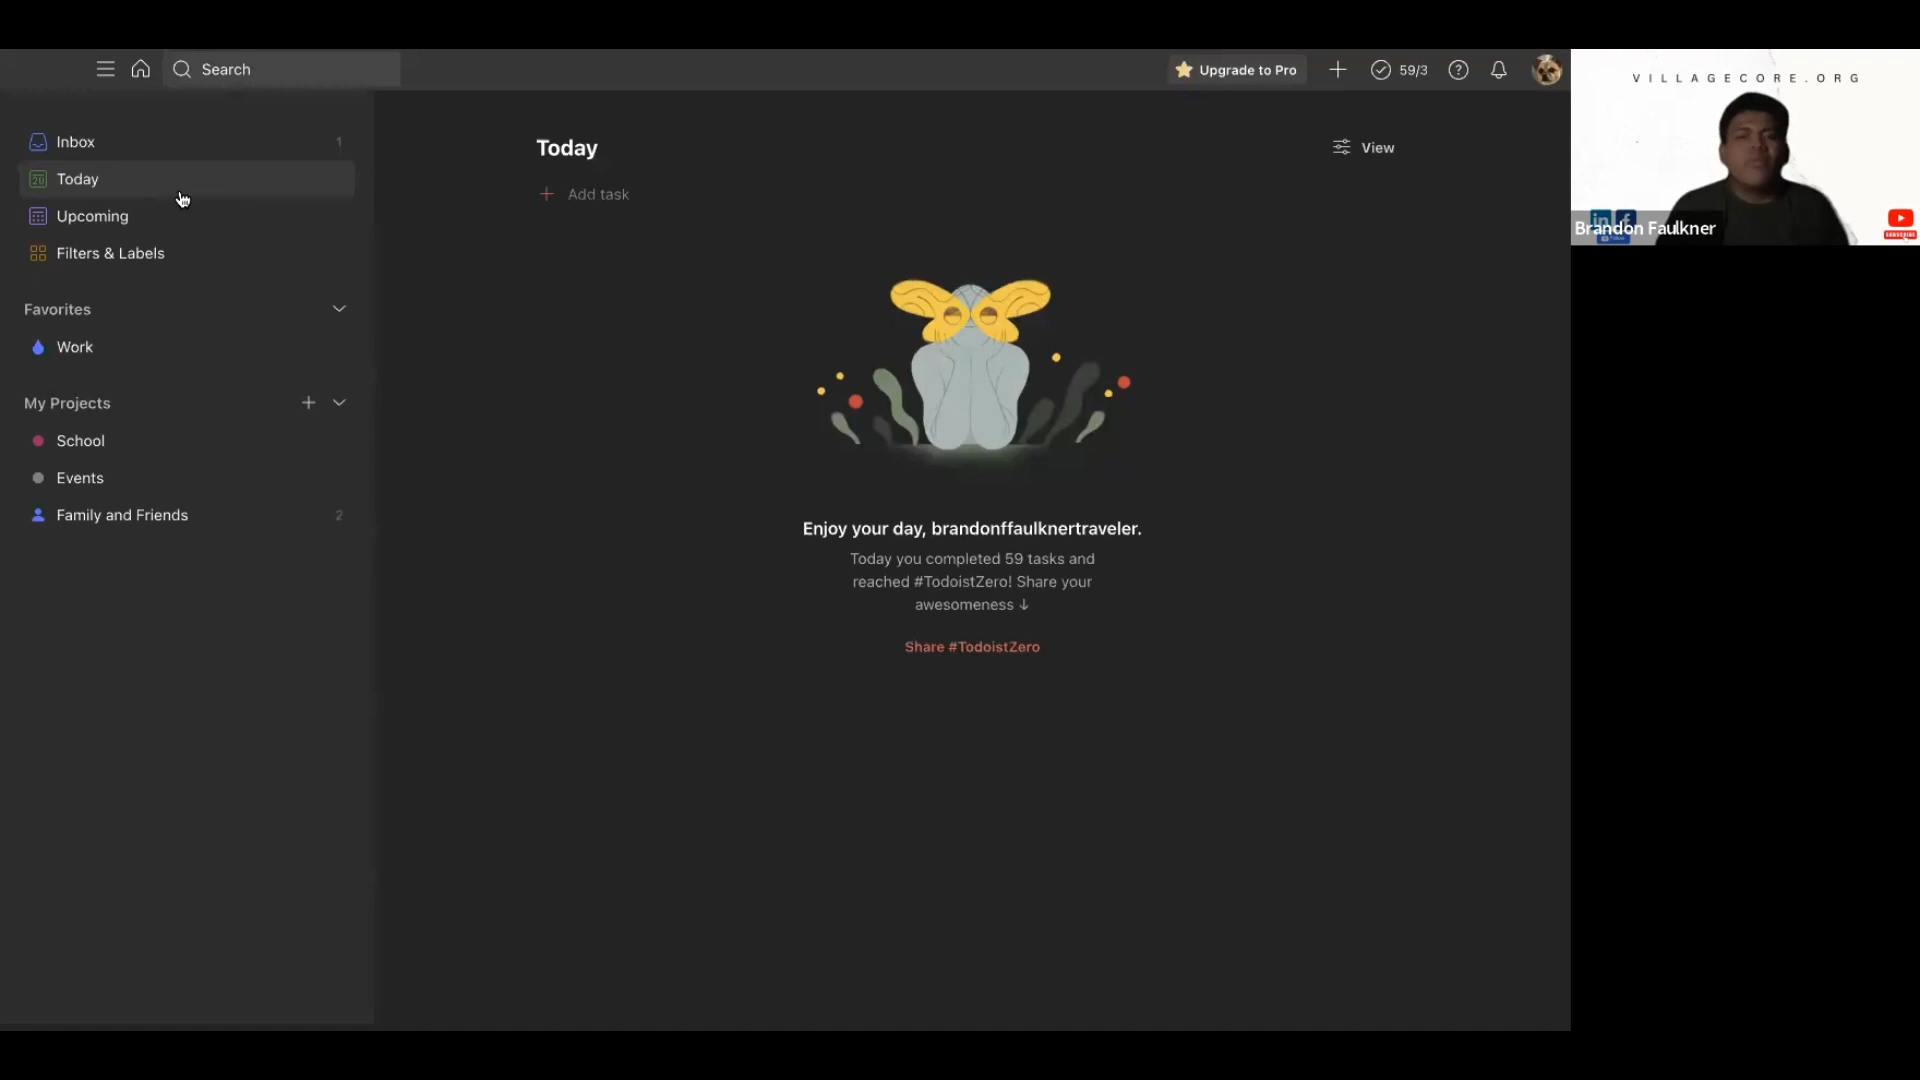 Search
Upgrade to Pro
59/3
Inbox
1
Today
Upcoming
Filters & Labels
Favorites
Work
My Projects
School
Events
Family and Friends
2
Today
View
Add task
Enjoy your day, brandonffaulknertraveler.
Today you completed 59 tasks and
reached #TodoistZero! Share your
awesomeness ↓
Share #TodoistZero
VILLAGECORE.ORG
in f
Brandon Faulkner